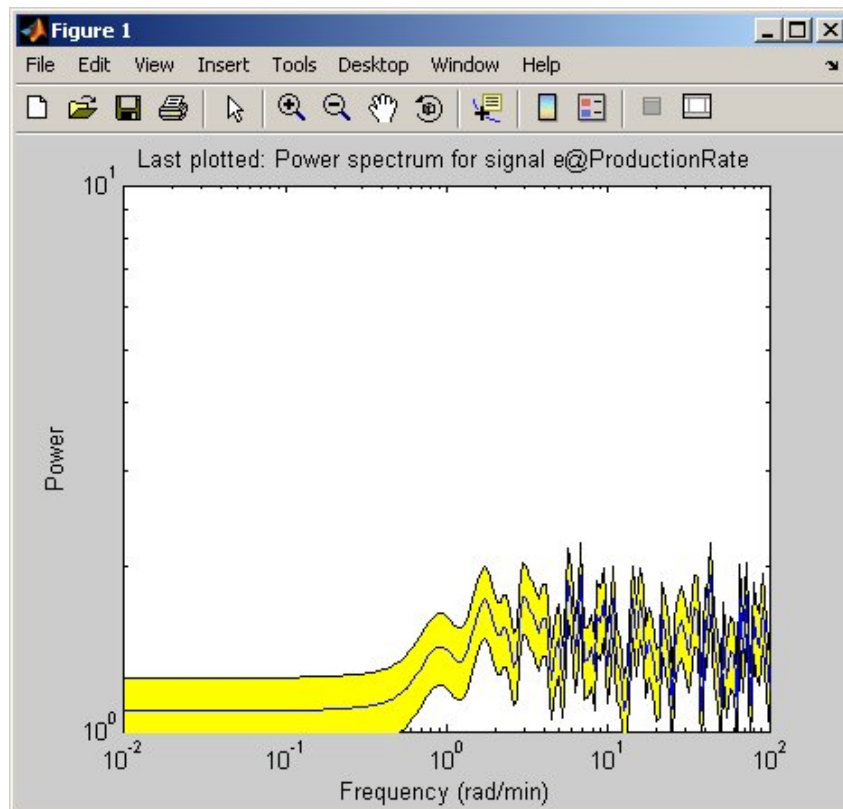 Figure 1
File Edit View Insert Tools Desktop Window Help
Last plotted: Power spectrum for signal e@ProductionRate
10^1
Power
10^0
10^-2 10^-1 10^0 10^1 10^2
Frequency (rad/min)